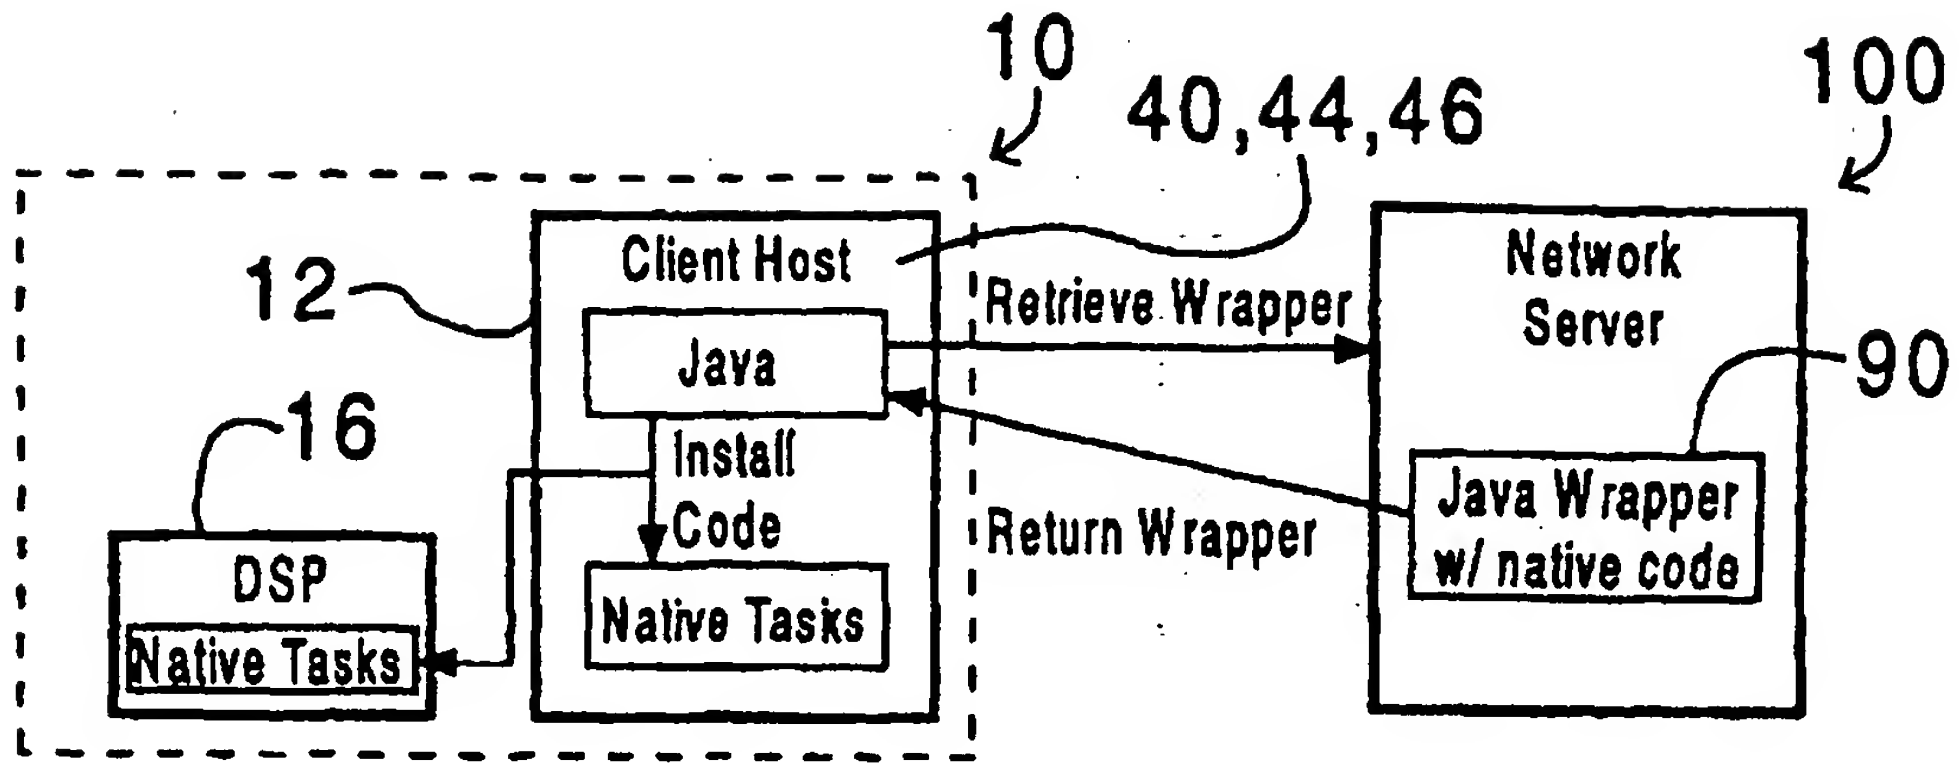 10
40,44,46
100
12
Client Host
Retrieve Wrapper
Network
Server
Java
90
16
Install
Code
Return Wrapper
Java Wrapper
w/ native code
DSP
Native Tasks
Native Tasks